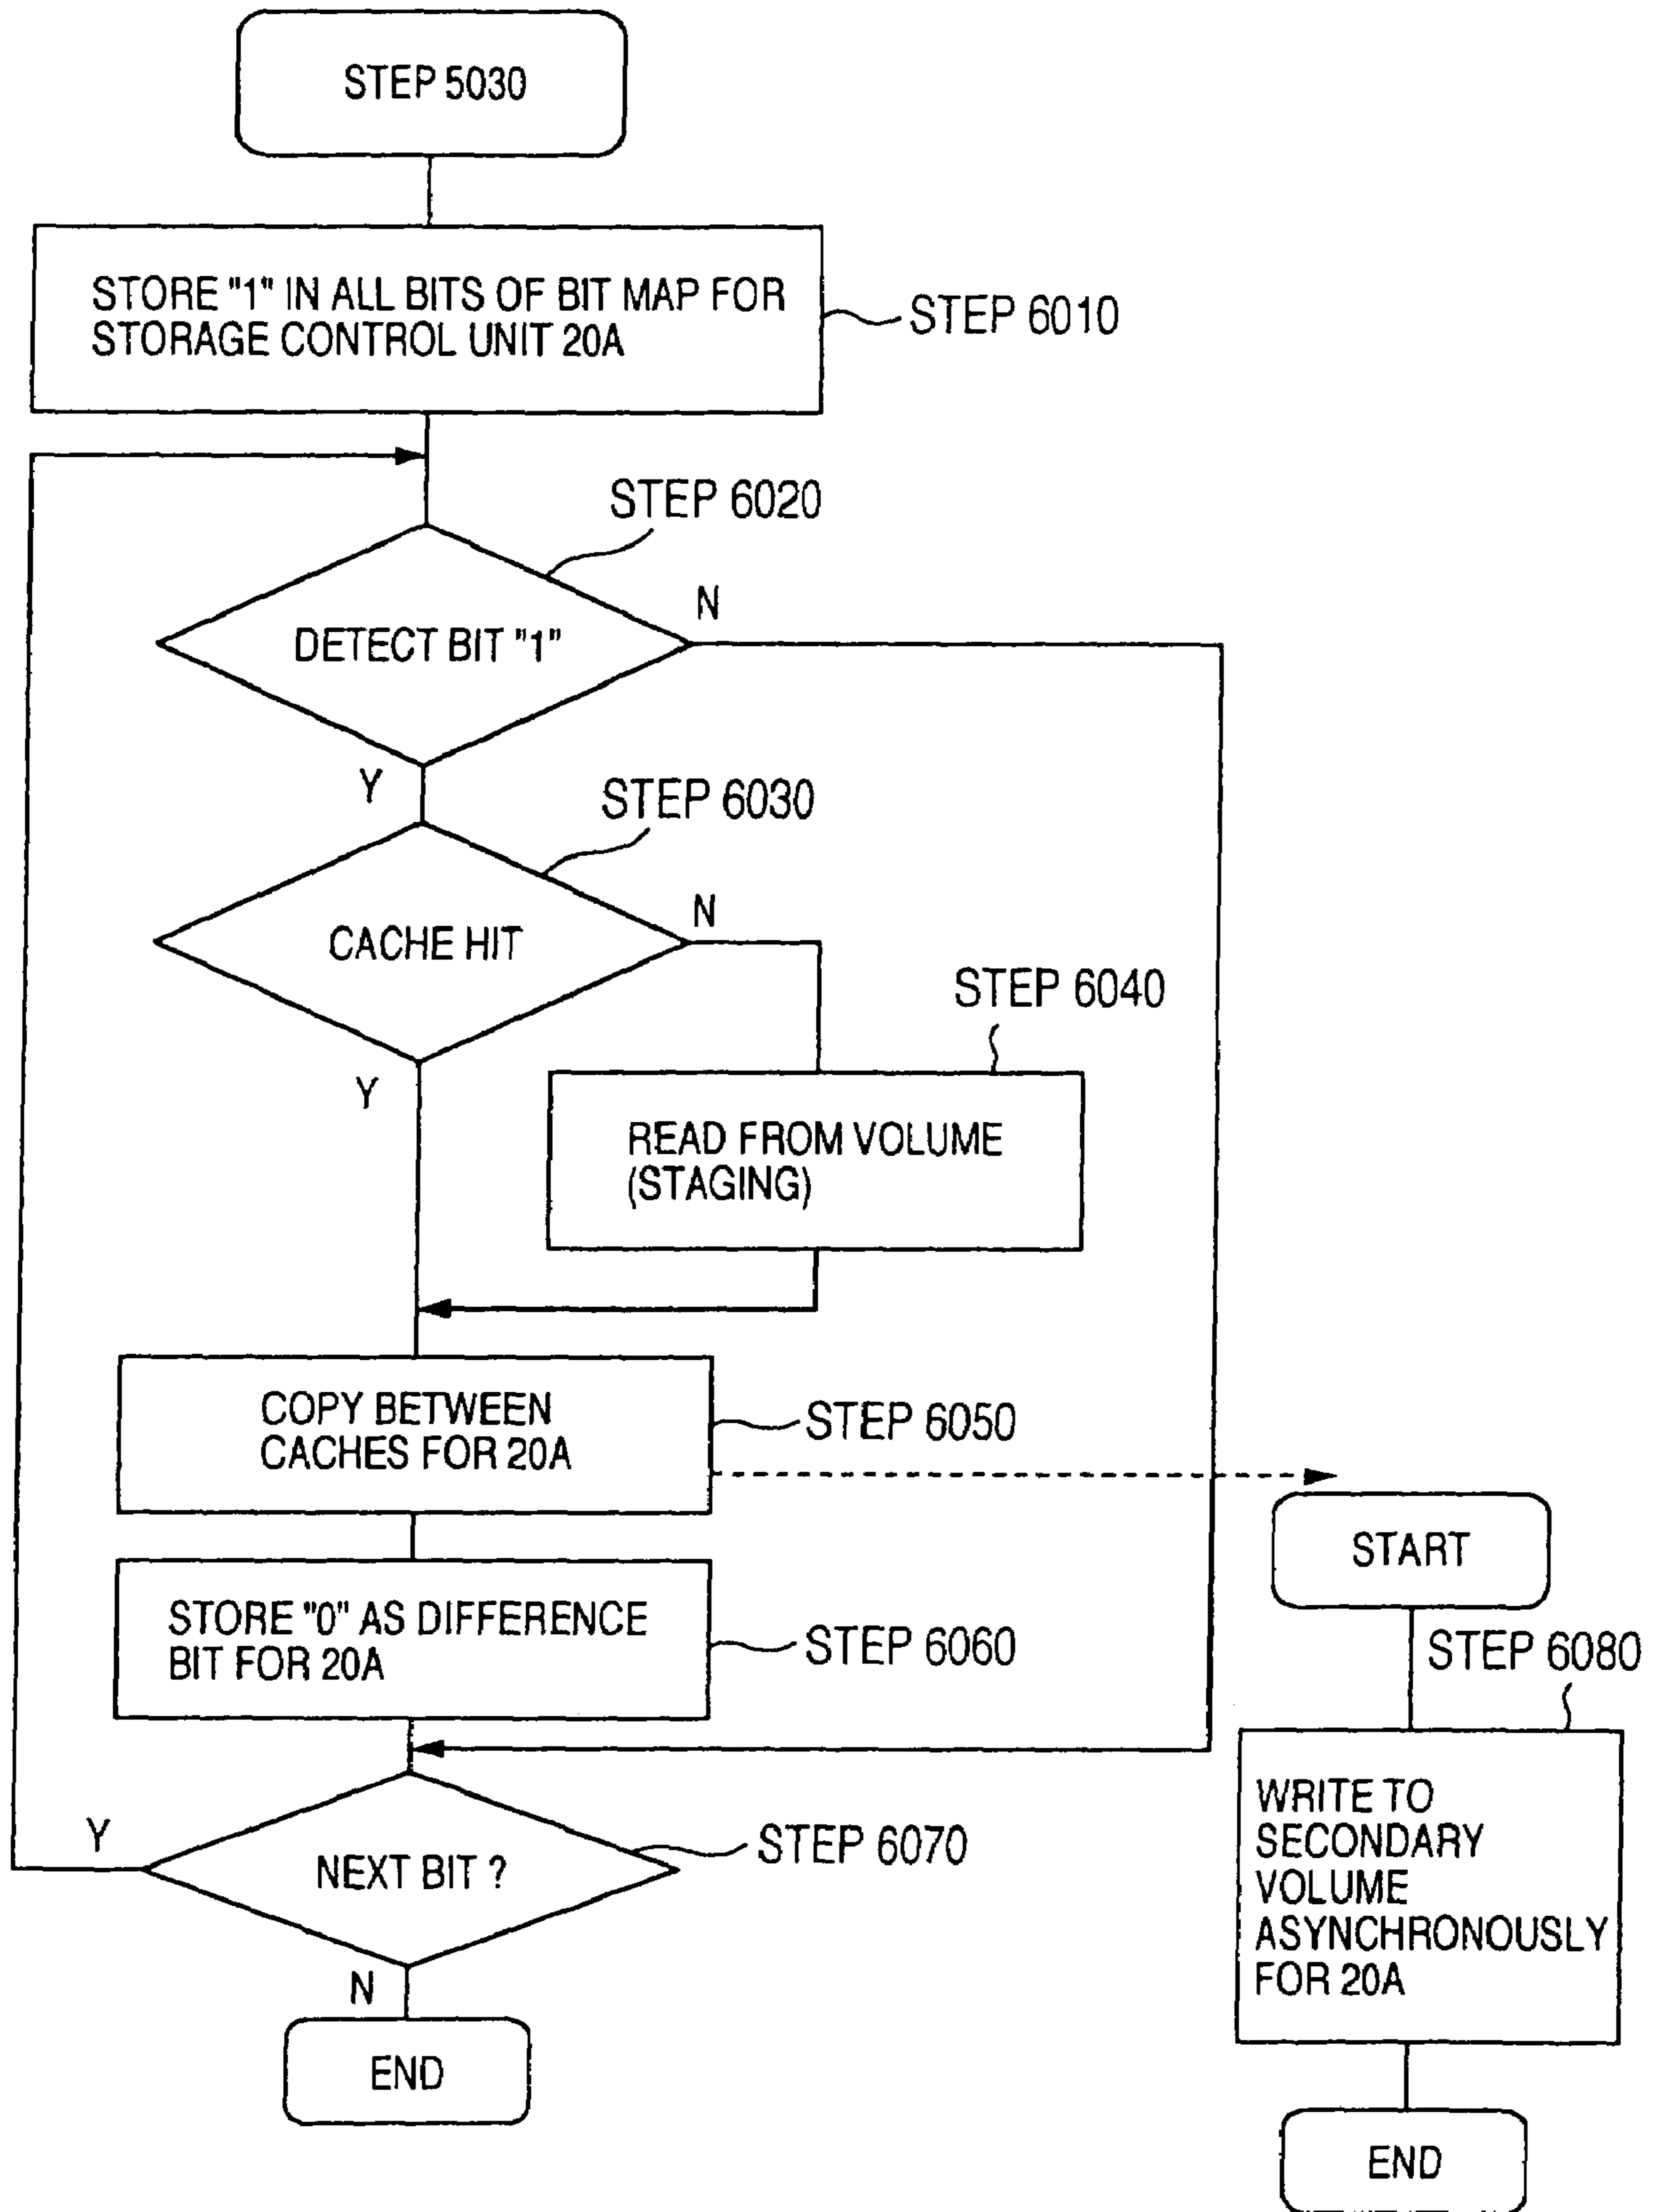 STEP 5030
STORE "1" IN ALL BITS OF BIT MAP FOR
STORAGE CONTROL UNIT 20A
STEP 6010
STEP 6020
DETECT BIT "1"
N
Y
STEP 6030
CACHE HIT
N
Y
STEP 6040
READ FROM VOLUME
(STAGING)
COPY BETWEEN
CACHES FOR 20A
STEP 6050
STORE "0" AS DIFFERENCE
BIT FOR 20A
STEP 6060
Y
NEXT BIT ?
STEP 6070
N
END
START
STEP 6080
WRITE TO
SECONDARY
VOLUME
ASYNCHRONOUSLY
FOR 20A
END